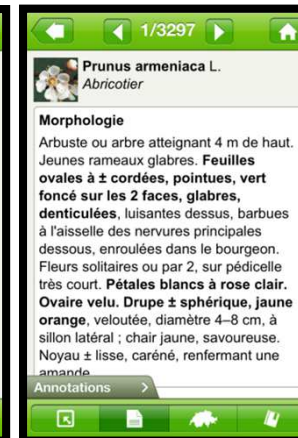 1/3297
Prunus armeniaca L.
Abricotier
Morphologie
Arbuste ou arbre atteignant 4 m de haut.
Jeunes rameaux glabres. Feuilles
ovales à ± cordées, pointues, vert
foncé sur les 2 faces, glabres,
denticulées, luisantes dessus, barbues
à l'aisselle des nervures principales
dessous, enroulées dans le bourgeon.
Fleurs solitaires ou par 2, sur pédicelle
très court. Pétales blancs à rose clair.
Ovaire velu. Drupe ± sphérique, jaune
orange, veloutée, diamètre 4–8 cm, à
sillon latéral ; chair jaune, savoureuse.
Noyau ± lisse, caréné, renfermant une
amande
Annotations >